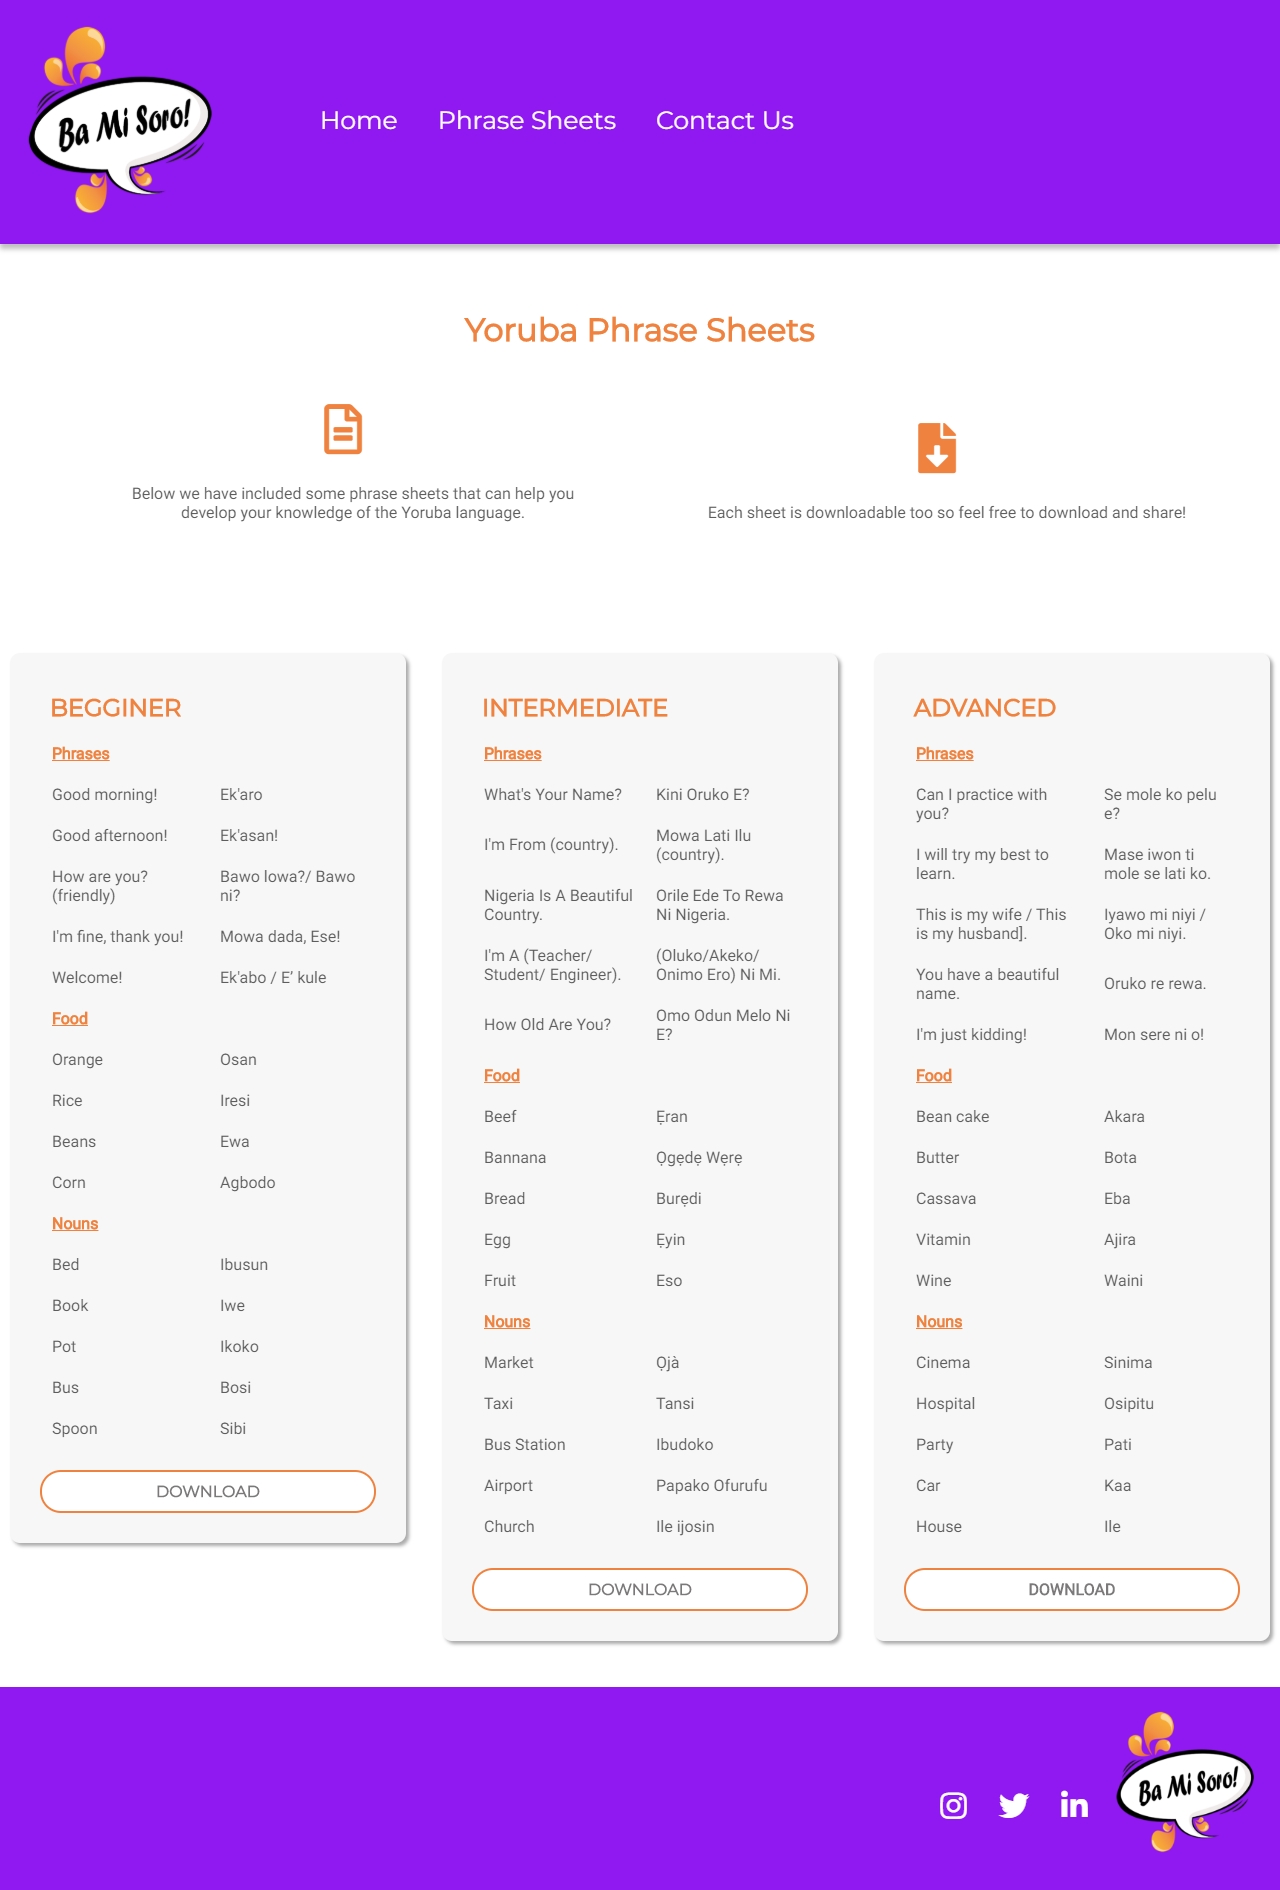 Ba Mi Soro!
Home Phrase Sheets Contact Us
Yoruba Phrase Sheets
Below we have included some phrase sheets that can help you
develop your knowledge of the Yoruba language.
Each sheet is downloadable too so feel free to download and share!
BEGGINER
Phrases
Good morning! Ek'aro
Good afternoon! Ek'asan!
How are you? Bawo lowa?/ Bawo
(friendly) ni?
I'm fine, thank you! Mowa dada, Ese!
Welcome! Ek'abo / E’ kule
Food
Orange Osan
Rice Iresi
Beans Ewa
Corn Agbodo
Nouns
Bed Ibusun
Book Iwe
Pot Ikoko
Bus Bosi
Spoon Sibi
DOWNLOAD
INTERMEDIATE
Phrases
What's Your Name? Kini Oruko E?
I'm From (country). Mowa Lati Ilu
(country).
Nigeria Is A Beautiful Orile Ede To Rewa
Country. Ni Nigeria.
I'm A (Teacher/ (Oluko/Akeko/
Student/ Engineer). Onimo Ero) Ni Mi.
How Old Are You? Omo Odun Melo Ni
E?
Food
Beef Ẹran
Bannana Ọgẹdẹ Wẹrẹ
Bread Burẹdi
Egg Ẹyin
Fruit Eso
Nouns
Market Ọjà
Taxi Tansi
Bus Station Ibudoko
Airport Papako Ofurufu
Church Ile ijosin
DOWNLOAD
ADVANCED
Phrases
Can I practice with Se mole ko pelu
you? e?
I will try my best to Mase iwon ti
learn. mole se lati ko.
This is my wife / This Iyawo mi niyi /
is my husband]. Oko mi niyi.
You have a beautiful Oruko re rewa.
name.
I'm just kidding! Mon sere ni o!
Food
Bean cake Akara
Butter Bota
Cassava Eba
Vitamin Ajira
Wine Waini
Nouns
Cinema Sinima
Hospital Osipitu
Party Pati
Car Kaa
House Ile
DOWNLOAD
Ba Mi Soro!